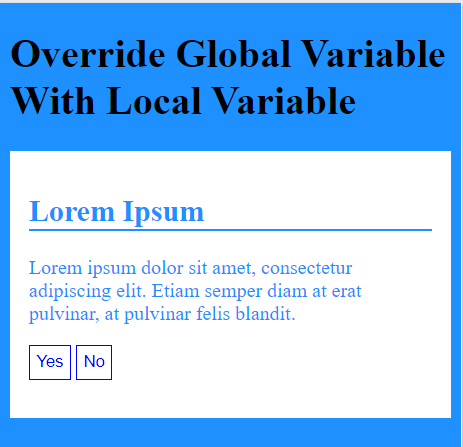 Override Global Variable
With Local Variable
Lorem Ipsum
Lorem ipsum dolor sit amet, consectetur
adipiscing elit. Etiam semper diam at erat
pulvinar, at pulvinar felis blandit.
Yes No